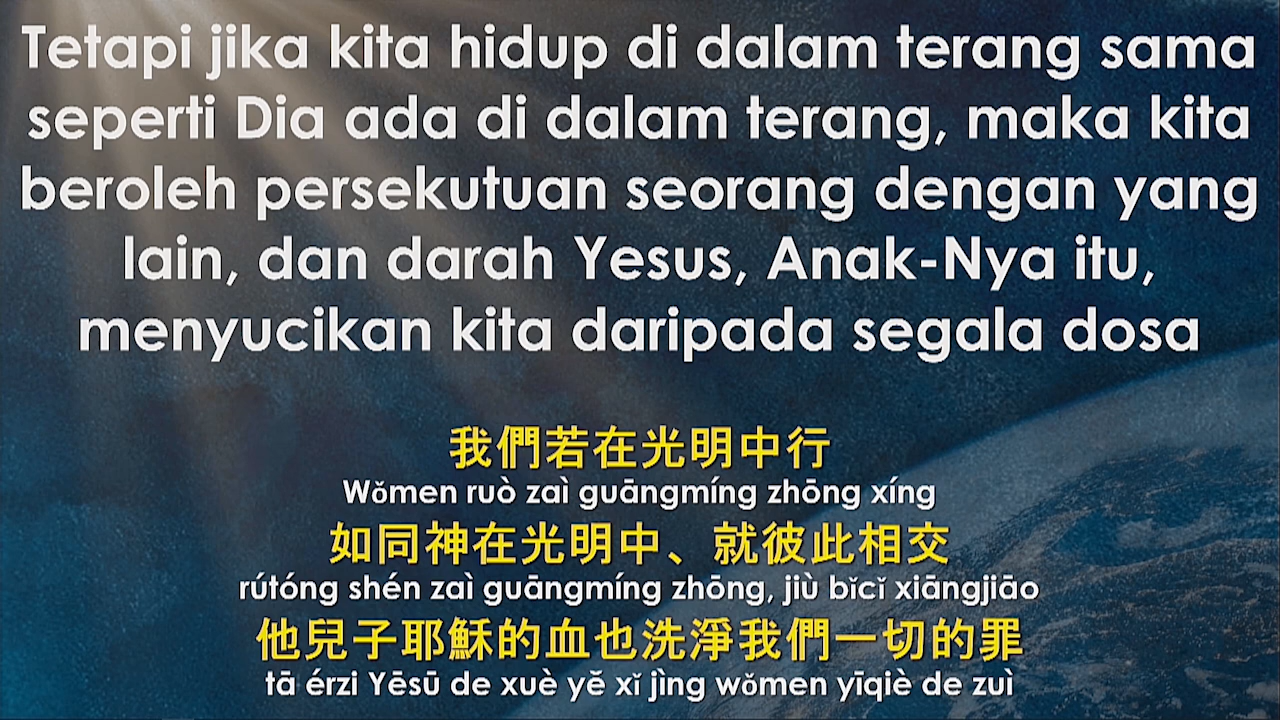 Tetapi jika kita hidup di dalam terang sama
seperti Dia ada di dalam terang, maka kita
beroleh persekutuan seorang dengan yang
lain, dan darah Yesus, Anak-Nya itu,
menyucikan kita daripada segala dosa
我們若在光明中行
Wǒmen ruò zaì guāngmíng zhōng xíng
如同神在光明中、就彼此相交
rútóng shén zaì guāngmíng zhōng, jiù bǐcǐ xiāngjiāo
他兒子耶穌的血也洗淨我們一切的罪
tā érzi Yēsū de xuè yě xǐ jìng wǒmen yīqiè de zuì